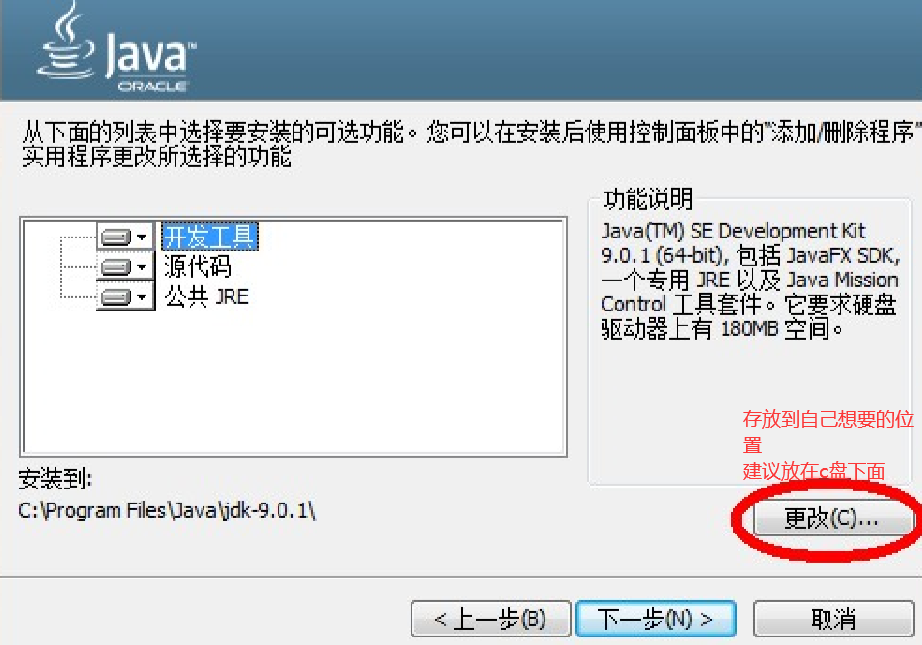 Java™
ORACLE
从下面的列表中选择要安装的可选功能。您可以在安装后使用控制面板中的"添加/删除程序"
实用程序更改所选择的功能
开发工具
源代码
公共 JRE
功能说明
Java(TM) SE Development Kit
9.0.1 (64-bit), 包括 JavaFX SDK,
一个专用 JRE 以及 Java Mission
Control 工具套件。它要求硬盘
驱动器上有 180MB 空间。
存放到自己想要的位
置
建议放在c盘下面
安装到:
C:\Program Files\Java\jdk-9.0.1\
更改(C)...
< 上一步(B)
下一步(N) >
取消